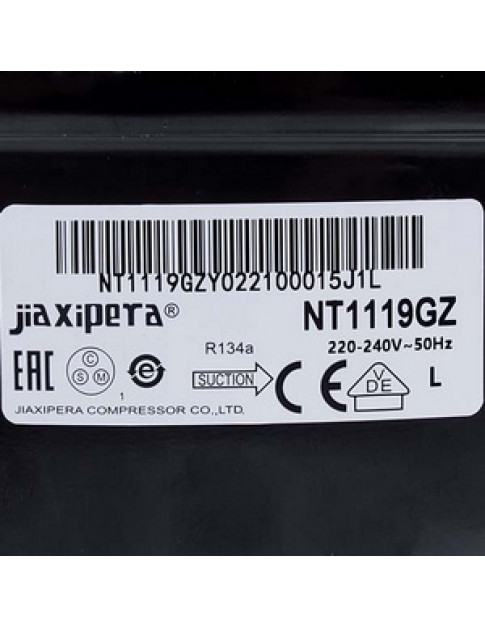 NT1119GZY022100015J1L
jiaxipera® NT1119GZ
R134a 220-240V~50Hz
EAC C S M 1 e SUCTION CE VDE L
JIAXIPERA COMPRESSOR CO.,LTD.